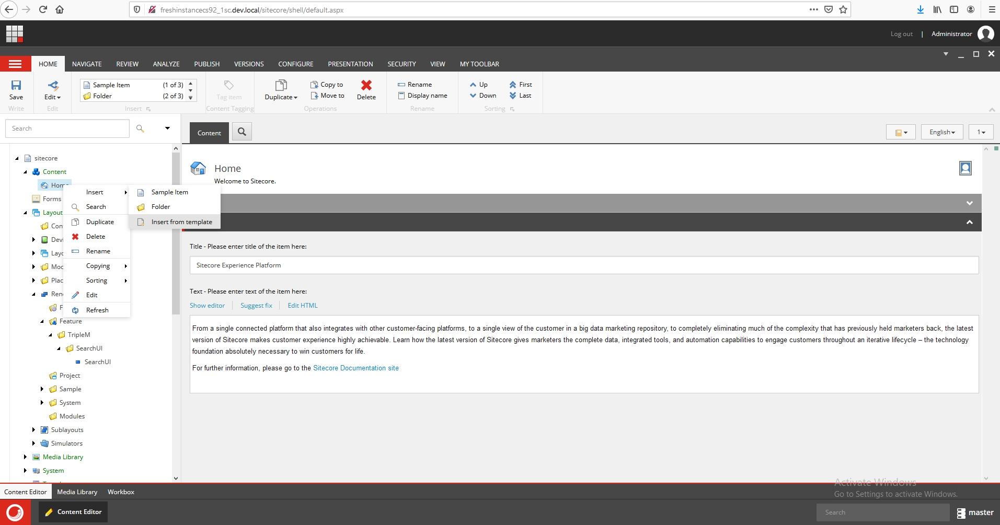 freshinstancecs92_1sc.dev.local/sitecore/shell/default.aspx
Log out | Administrator
HOME NAVIGATE REVIEW ANALYZE PUBLISH VERSIONS CONFIGURE PRESENTATION SECURITY VIEW MY TOOLBAR
Sample Item (1 of 3)
Folder (2 of 3)
Save
Write
Edit
Edit
Insert
Tag item
Content Tagging
Duplicate
Copy to
Move to
Delete
Operations
Rename
Display name
Rename
Up
Down
First
Last
Sorting
Search
Content
English
1
sitecore
Content
Home
Forms
Layout
Con
Devi
Layo
Moc
Plac
Ren
F
Feature
TripleM
SearchUI
SearchUI
Project
Sample
System
Modules
Sublayouts
Simulators
Media Library
System
Insert
Search
Duplicate
Delete
Rename
Copying
Sorting
Edit
Refresh
Sample Item
Folder
Insert from template
Home
Welcome to Sitecore.
Title - Please enter title of the item here:
Sitecore Experience Platform
Text - Please enter text of the item here:
Show editor Suggest fix Edit HTML
From a single connected platform that also integrates with other customer-facing platforms, to a single view of the customer in a big data marketing repository, to completely eliminating much of the complexity that has previously held marketers back, the latest
version of Sitecore makes customer experience highly achievable. Learn how the latest version of Sitecore gives marketers the complete data, integrated tools, and automation capabilities to engage customers throughout an iterative lifecycle – the technology
foundation absolutely necessary to win customers for life.
For further information, please go to the Sitecore Documentation site
Activate Windows
Go to Settings to activate Windows.
Content Editor Media Library Workbox
Content Editor
Search
master